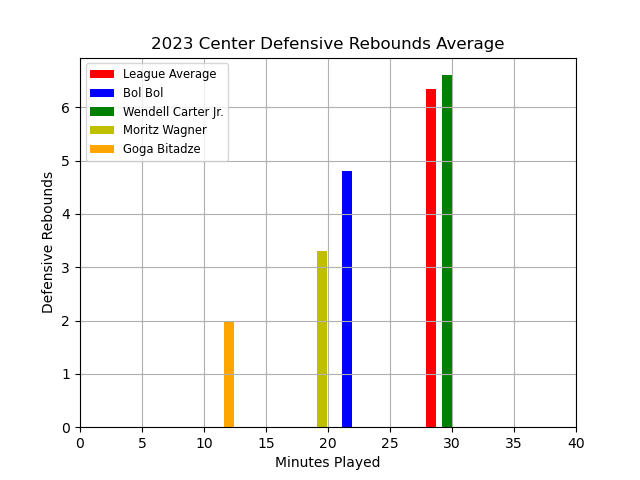 2023 Center Defensive Rebounds Average
League Average
Bol Bol
Wendell Carter Jr.
Moritz Wagner
Goga Bitadze
Defensive Rebounds
6
5
4
3
2
1
0
0 5 10 15 20 25 30 35 40
Minutes Played